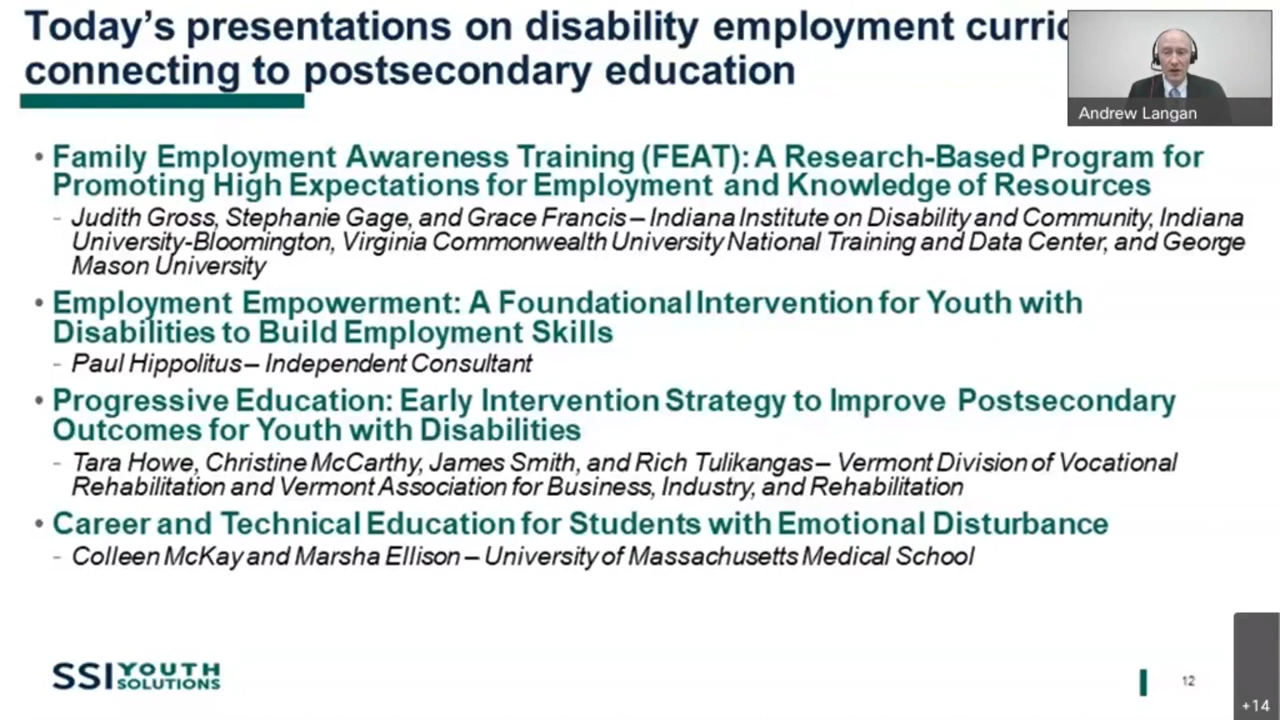 Today's presentations on disability employment
connecting to postsecondary education
Andrew Langan
• Family Employment Awareness Training (FEAT): A Research-Based Program for
Promoting High Expectations for Employment and Knowledge of Resources
- Judith Gross, Stephanie Gage, and Grace Francis – Indiana Institute on Disability and Community, Indiana
University-Bloomington, Virginia Commonwealth University National Training and Data Center, and George
Mason University
• Employment Empowerment: A Foundational Intervention for Youth with
Disabilities to Build Employment Skills
- Paul Hippolitus – Independent Consultant
• Progressive Education: Early Intervention Strategy to Improve Postsecondary
Outcomes for Youth with Disabilities
- Tara Howe, Christine McCarthy, James Smith, and Rich Tulikangas – Vermont Division of Vocational
Rehabilitation and Vermont Association for Business, Industry, and Rehabilitation
• Career and Technical Education for Students with Emotional Disturbance
- Colleen McKay and Marsha Ellison – University of Massachusetts Medical School
SSI YOUTH
SOLUTIONS
12
+14